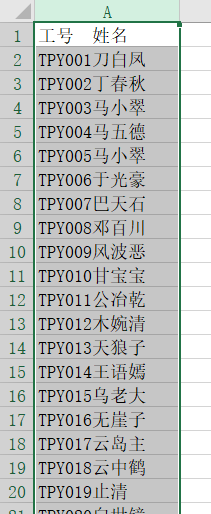 A
1 工号 姓名
2 TPY001刀白凤
3 TPY002丁春秋
4 TPY003马小翠
5 TPY004马五德
6 TPY005马小翠
7 TPY006于光豪
8 TPY007巴天石
9 TPY008邓百川
10 TPY009风波恶
11 TPY010甘宝宝
12 TPY011公冶乾
13 TPY012木婉清
14 TPY013天狼子
15 TPY014王语嫣
16 TPY015乌老大
17 TPY016无崖子
18 TPY017云岛主
19 TPY018云中鹤
20 TPY019止清